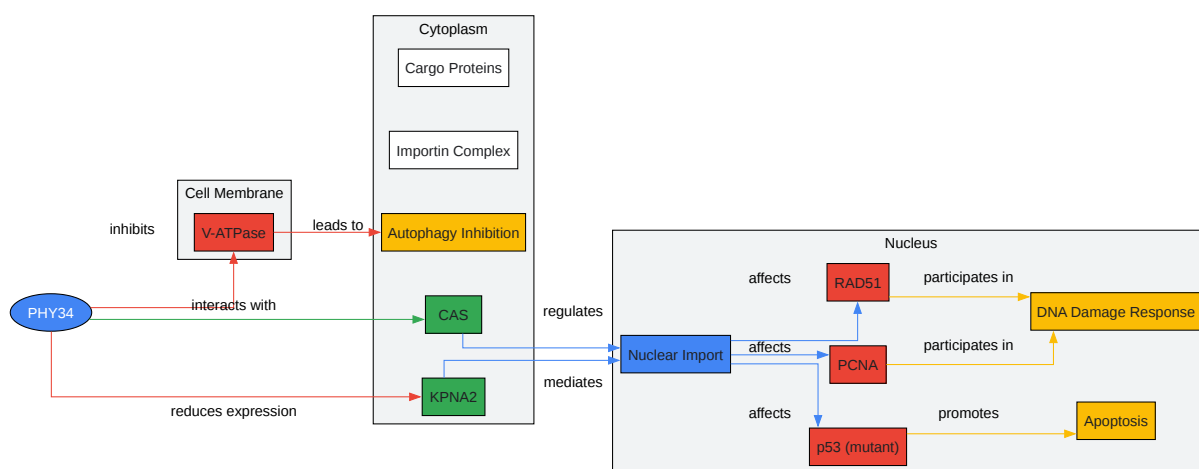 Cytoplasm
Cargo Proteins
Importin Complex
Cell Membrane
inhibits
V-ATPase
leads to
Autophagy Inhibition
Nucleus
affects
RAD51
participates in
PHY34
interacts with
CAS
regulates
DNA Damage Response
Nuclear Import
affects
PCNA
participates in
KPNA2
mediates
reduces expression
affects
p53 (mutant)
promotes
Apoptosis